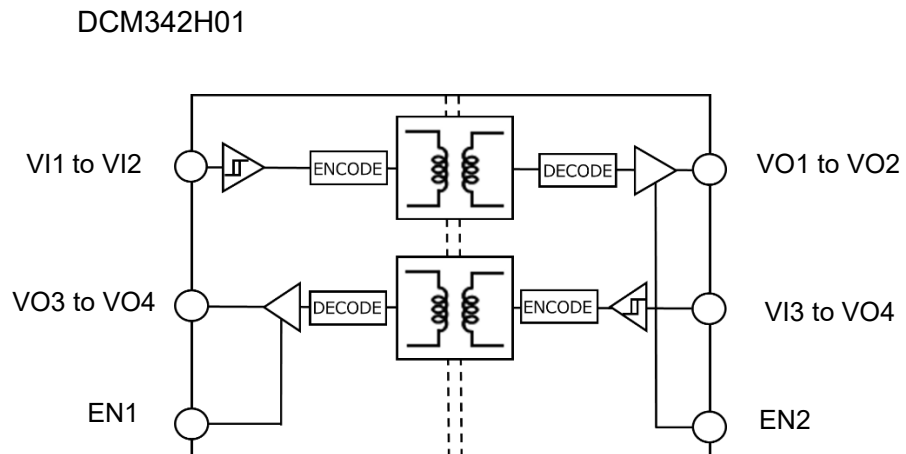 DCM342H01
VI1 to VI2
ENCODE
DECODE
VO1 to VO2
VO3 to VO4
DECODE
ENCODE
VI3 to VO4
EN1
EN2